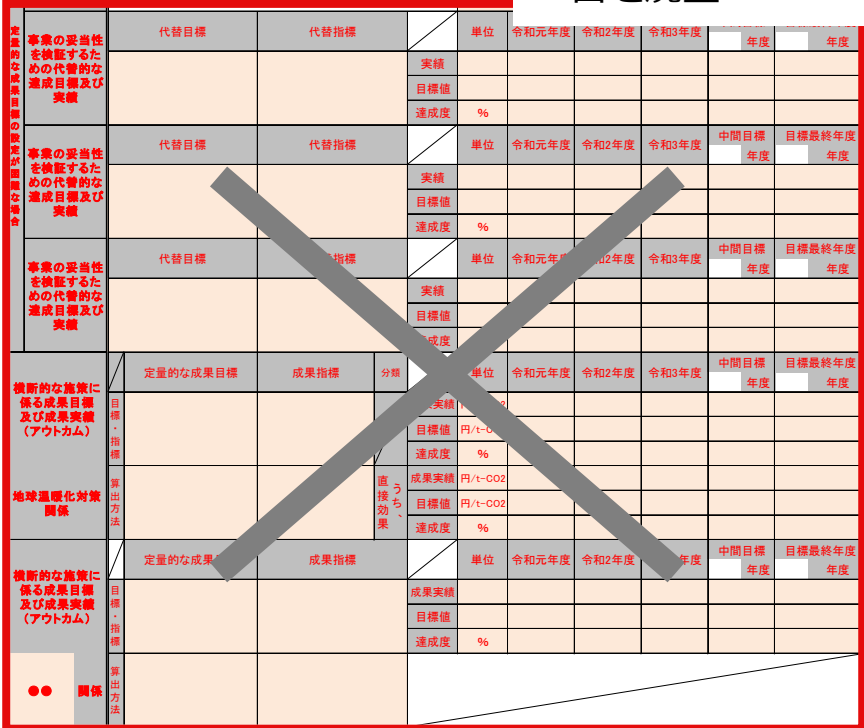 定量的な成果目標の設定が困難な場合
事業の妥当性を検証するための代替的な達成目標及び実績
代替目標 代替指標 単位 令和元年度 令和2年度 令和3年度
年度 年度
実績
目標値
達成度 %
事業の妥当性を検証するための代替的な達成目標及び実績
代替目標 代替指標 単位 令和元年度 令和2年度 令和3年度 中間目標 目標最終年度
年度 年度
実績
目標値
達成度 %
事業の妥当性を検証するための代替的な達成目標及び実績
代替目標 単位 令和3年度 中間目標 目標最終年度
年度 年度
実績
目標値
横断的な施策に係る成果目標及び成果実績(アウトカム)
定量的な成果目標 成果指標 分類 単位 令和元年度 令和2年度 令和3年度 中間目標 目標最終年度
年度 年度
目標・指標
目標値
達成度 %
地球温暖化対策関係
算出方法
うち、直接効果
成果実績 円/t-CO2
目標値 円/t-CO2
達成度 %
横断的な施策に係る成果目標及び成果実績(アウトカム)
定量的な成果 成果指標 単位 令和元年度 令和2年度 年度 中間目標 目標最終年度
年度 年度
目標・指標
成果実績
目標値
達成度 %
●● 関係
算出方法